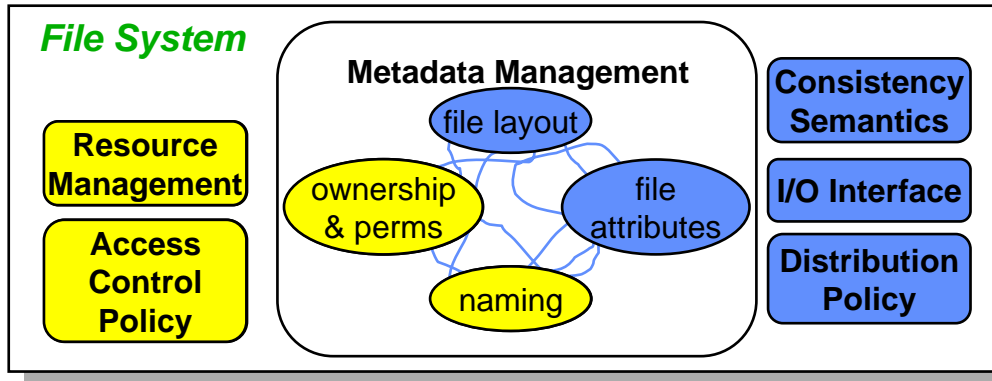 File System
Metadata Management
file layout
ownership
& perms
file
attributes
naming
Resource
Management
Access
Control
Policy
Consistency
Semantics
I/O Interface
Distribution
Policy